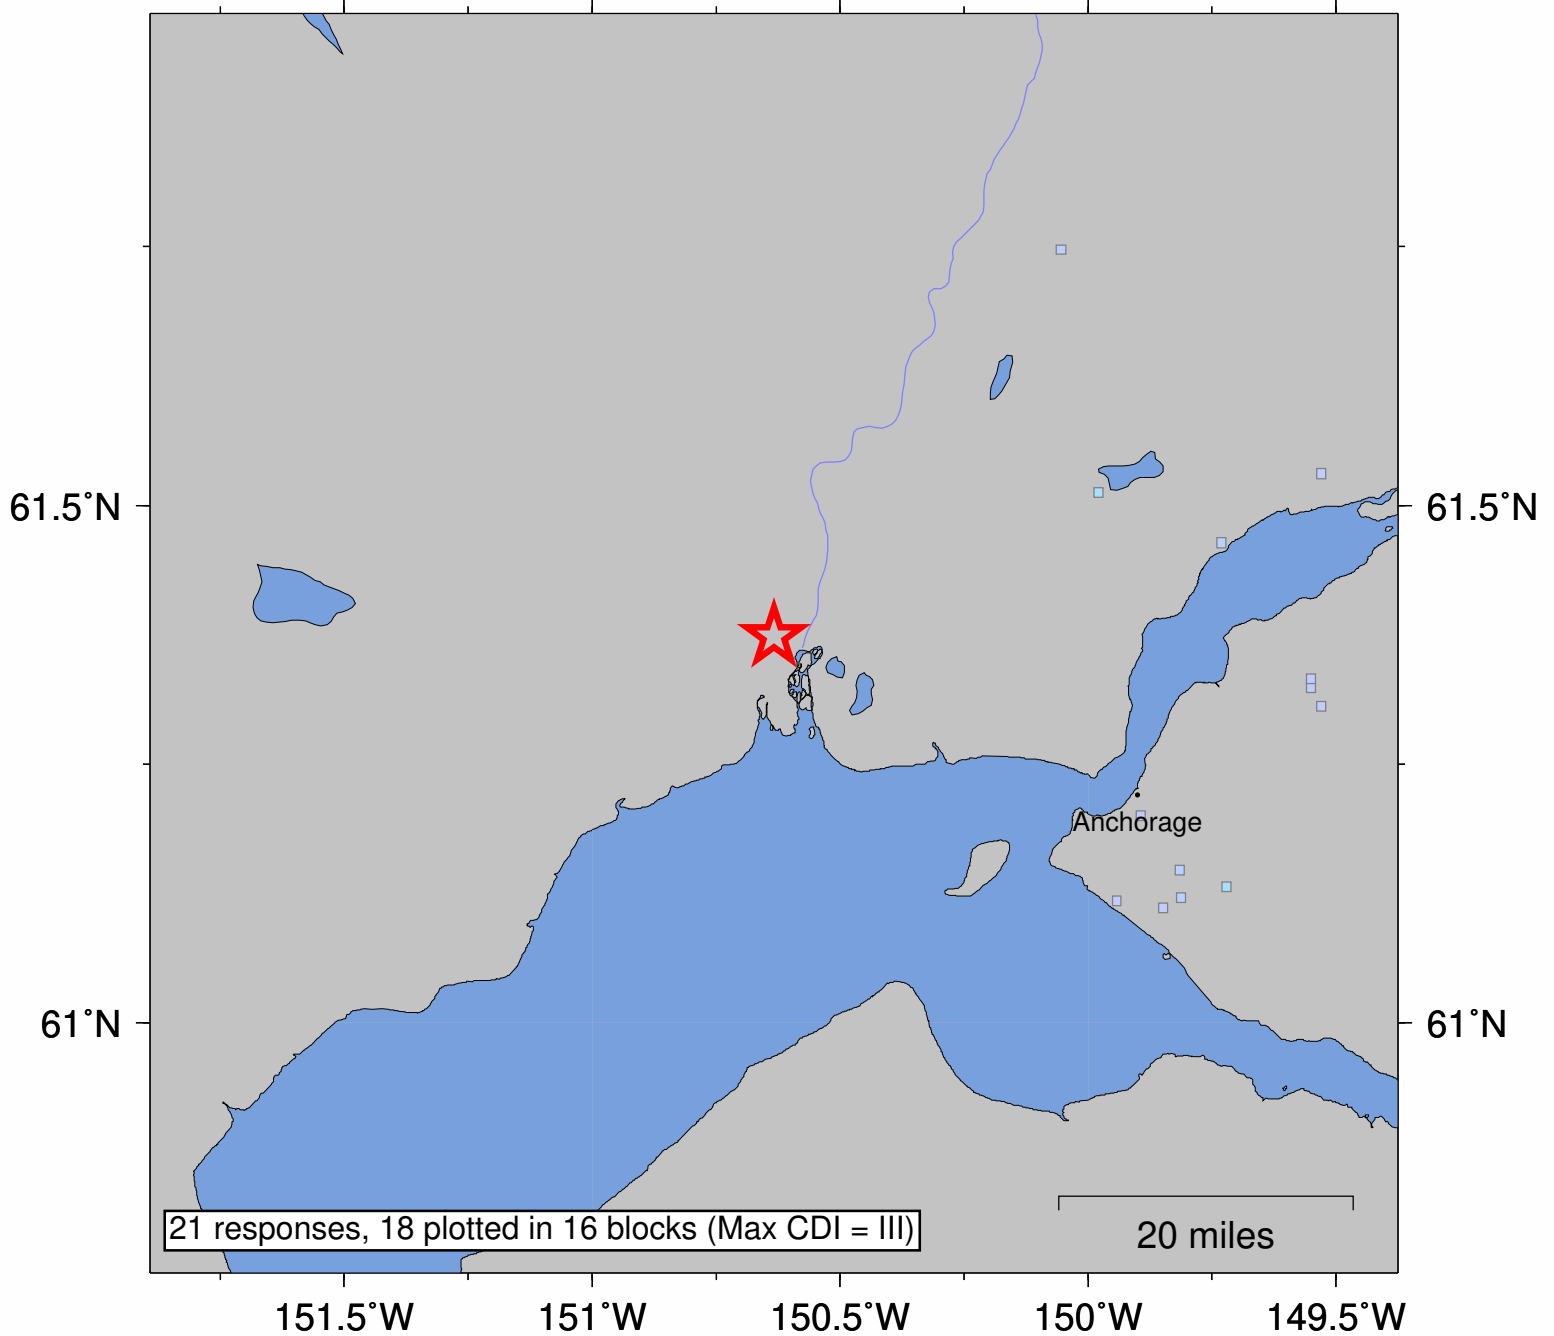 61.5˚N
61.5˚N
Anchorage
61˚N
61˚N
21 responses, 18 plotted in 16 blocks (Max CDI = III)
20 miles
151.5˚W
151˚W
150.5˚W
150˚W
149.5˚W